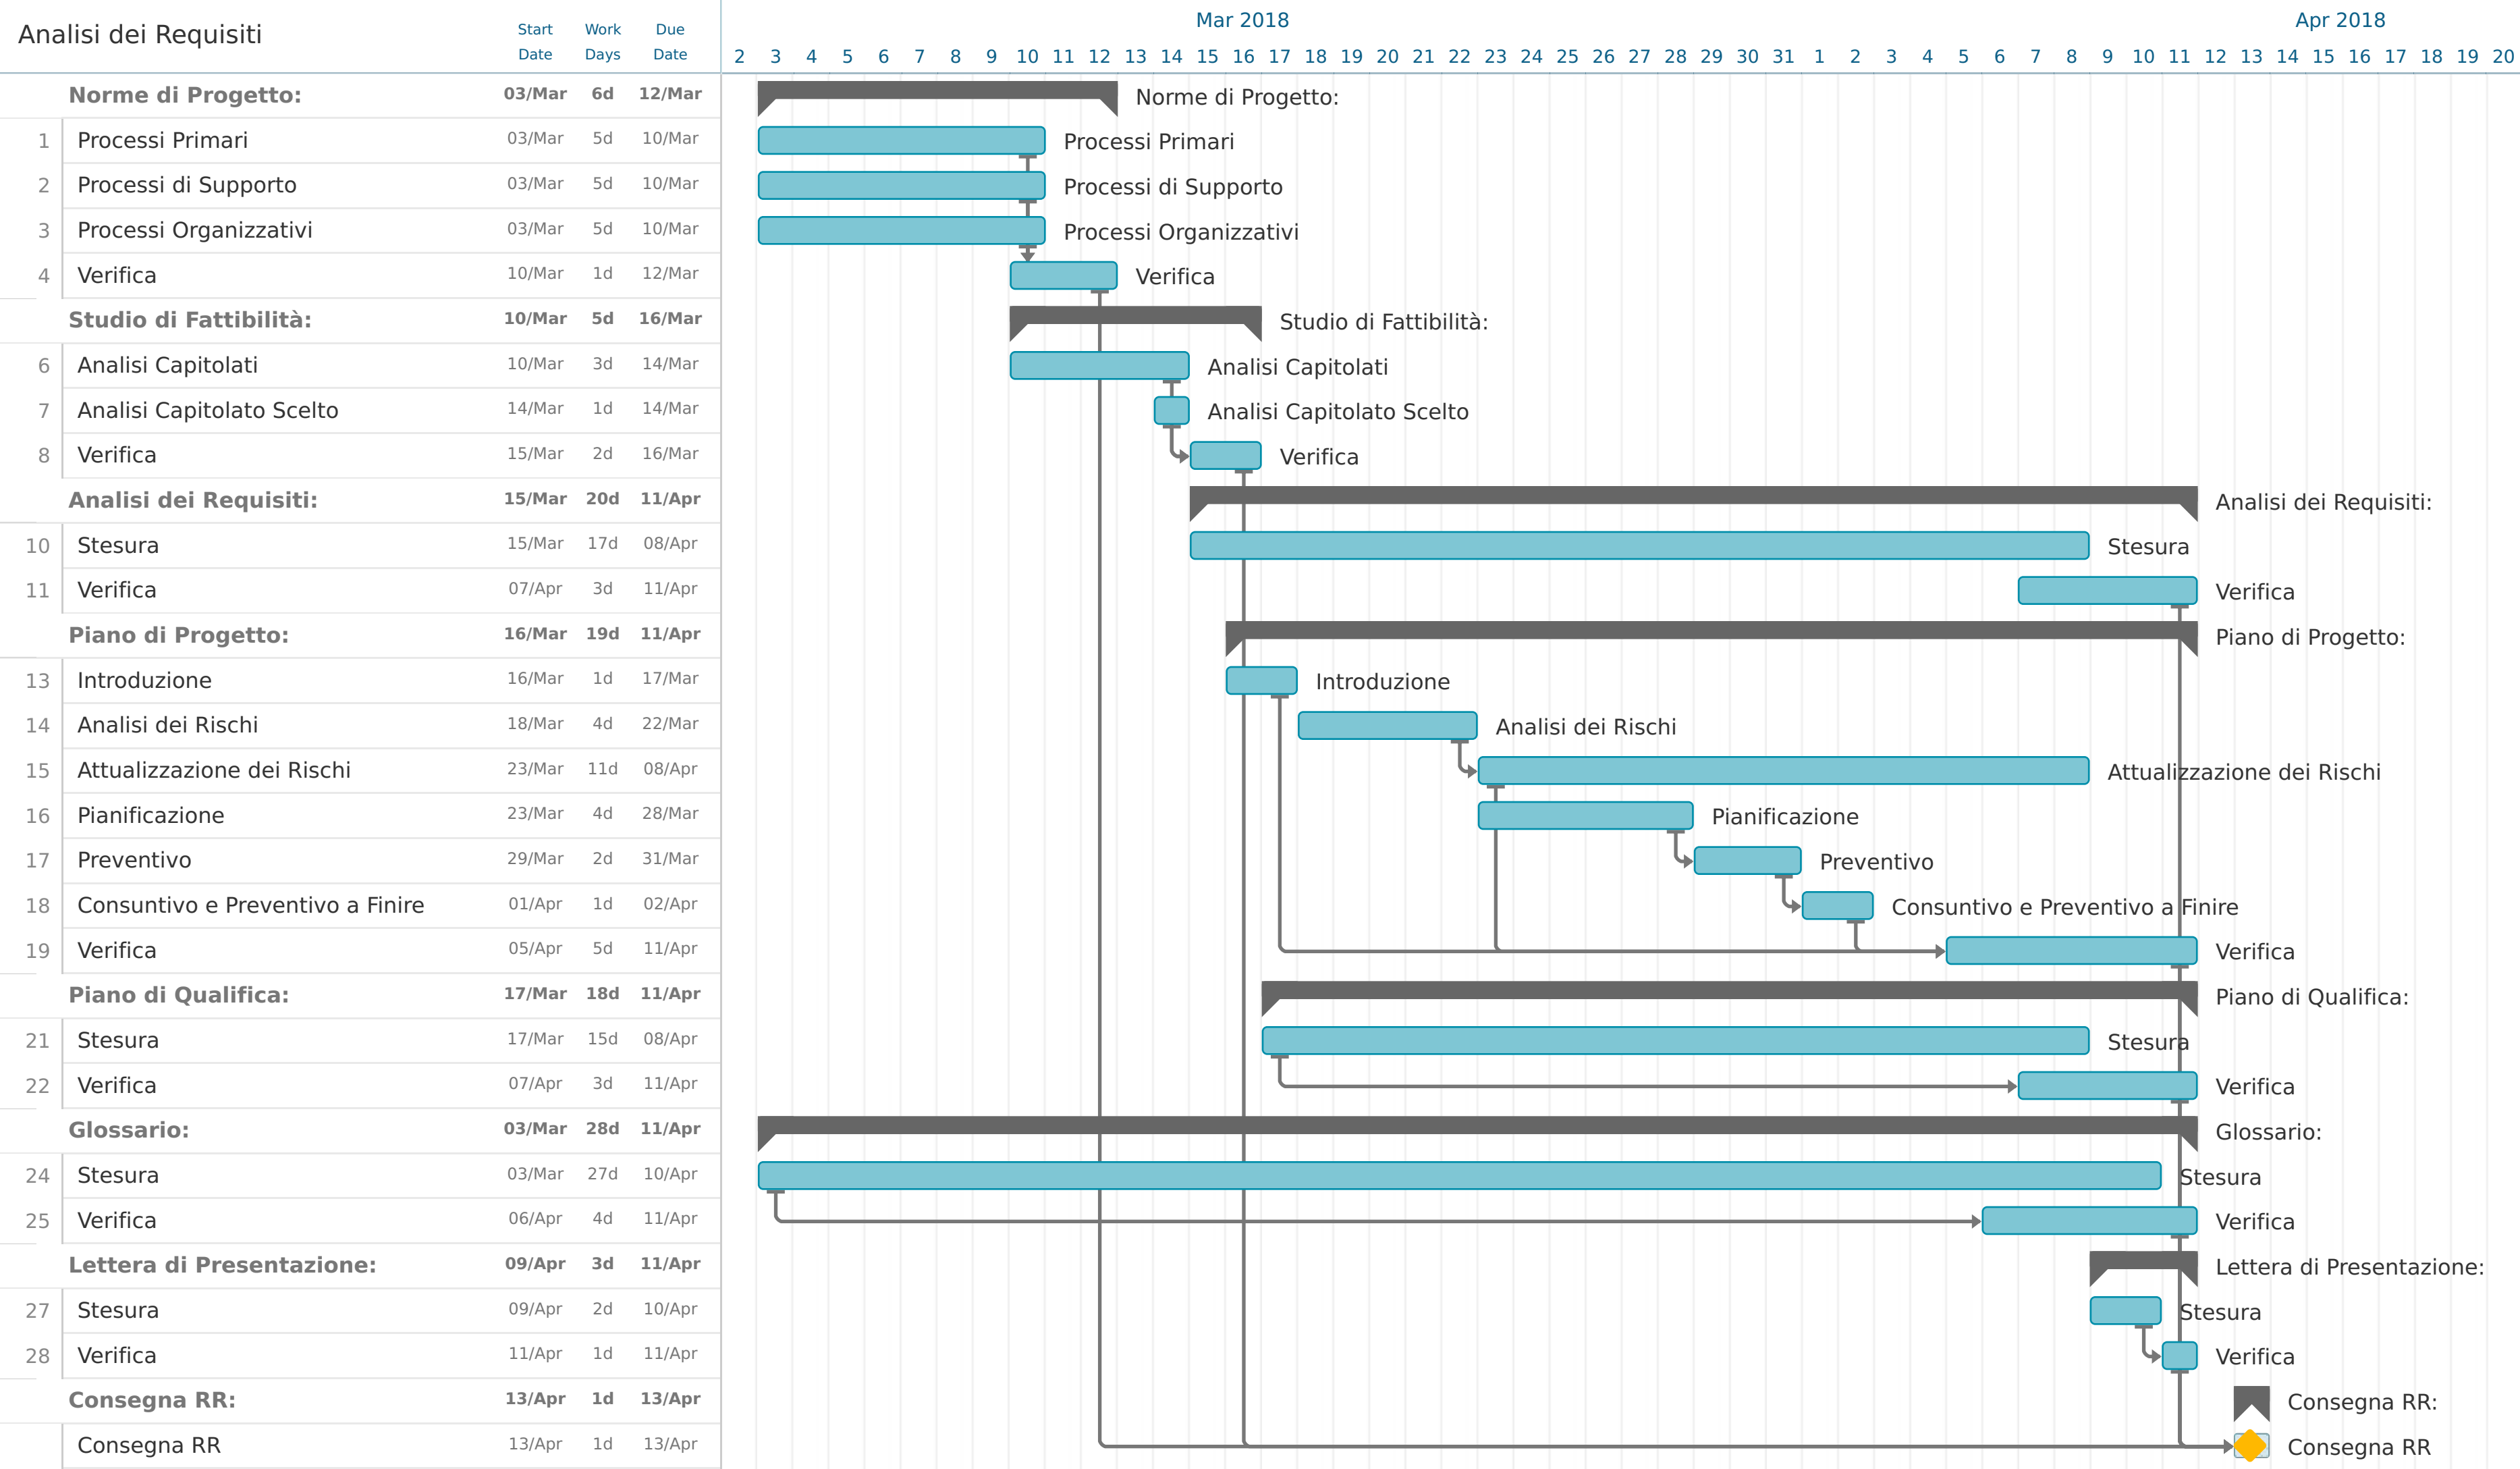 Analisi dei Requisiti Start Date Work Days Due Date
Mar 2018 Apr 2018
2 3 4 5 6 7 8 9 10 11 12 13 14 15 16 17 18 19 20 21 22 23 24 25 26 27 28 29 30 31 1 2 3 4 5 6 7 8 9 10 11 12 13 14 15 16 17 18 19 20
Norme di Progetto: 03/Mar 6d 12/Mar Norme di Progetto:
1 Processi Primari 03/Mar 5d 10/Mar Processi Primari
2 Processi di Supporto 03/Mar 5d 10/Mar Processi di Supporto
3 Processi Organizzativi 03/Mar 5d 10/Mar Processi Organizzativi
4 Verifica 10/Mar 1d 12/Mar Verifica
Studio di Fattibilità: 10/Mar 5d 16/Mar Studio di Fattibilità:
6 Analisi Capitolati 10/Mar 3d 14/Mar Analisi Capitolati
7 Analisi Capitolato Scelto 14/Mar 1d 14/Mar Analisi Capitolato Scelto
8 Verifica 15/Mar 2d 16/Mar Verifica
Analisi dei Requisiti: 15/Mar 20d 11/Apr Analisi dei Requisiti:
10 Stesura 15/Mar 17d 08/Apr Stesura
11 Verifica 07/Apr 3d 11/Apr Verifica
Piano di Progetto: 16/Mar 19d 11/Apr Piano di Progetto:
13 Introduzione 16/Mar 1d 17/Mar Introduzione
14 Analisi dei Rischi 18/Mar 4d 22/Mar Analisi dei Rischi
15 Attualizzazione dei Rischi 23/Mar 11d 08/Apr Attualizzazione dei Rischi
16 Pianificazione 23/Mar 4d 28/Mar Pianificazione
17 Preventivo 29/Mar 2d 31/Mar Preventivo
18 Consuntivo e Preventivo a Finire 01/Apr 1d 02/Apr Consuntivo e Preventivo a Finire
19 Verifica 05/Apr 5d 11/Apr Verifica
Piano di Qualifica: 17/Mar 18d 11/Apr Piano di Qualifica:
21 Stesura 17/Mar 15d 08/Apr Stesura
22 Verifica 07/Apr 3d 11/Apr Verifica
Glossario: 03/Mar 28d 11/Apr Glossario:
24 Stesura 03/Mar 27d 10/Apr Stesura
25 Verifica 06/Apr 4d 11/Apr Verifica
Lettera di Presentazione: 09/Apr 3d 11/Apr Lettera di Presentazione:
27 Stesura 09/Apr 2d 10/Apr Stesura
28 Verifica 11/Apr 1d 11/Apr Verifica
Consegna RR: 13/Apr 1d 13/Apr Consegna RR:
Consegna RR 13/Apr 1d 13/Apr Consegna RR